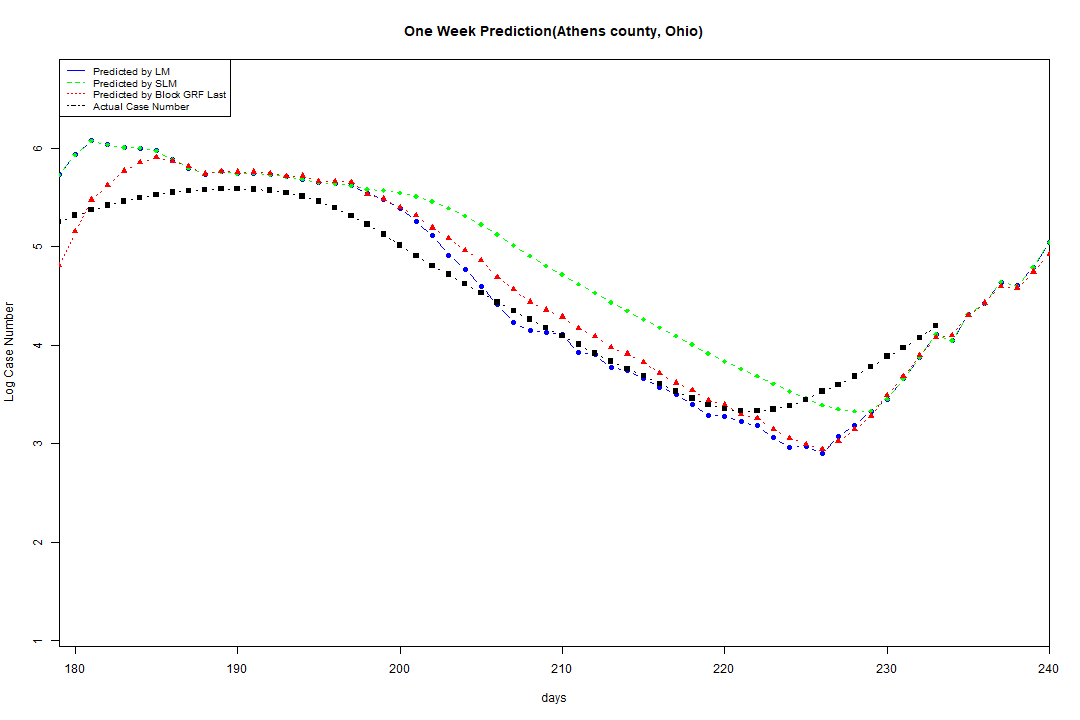 One Week Prediction(Athens county, Ohio)
Predicted by LM
Predicted by SLM
Predicted by Block GRF Last
Actual Case Number
Log Case Number
6
5
4
3
2
1
180 190 200 210 220 230 240
days